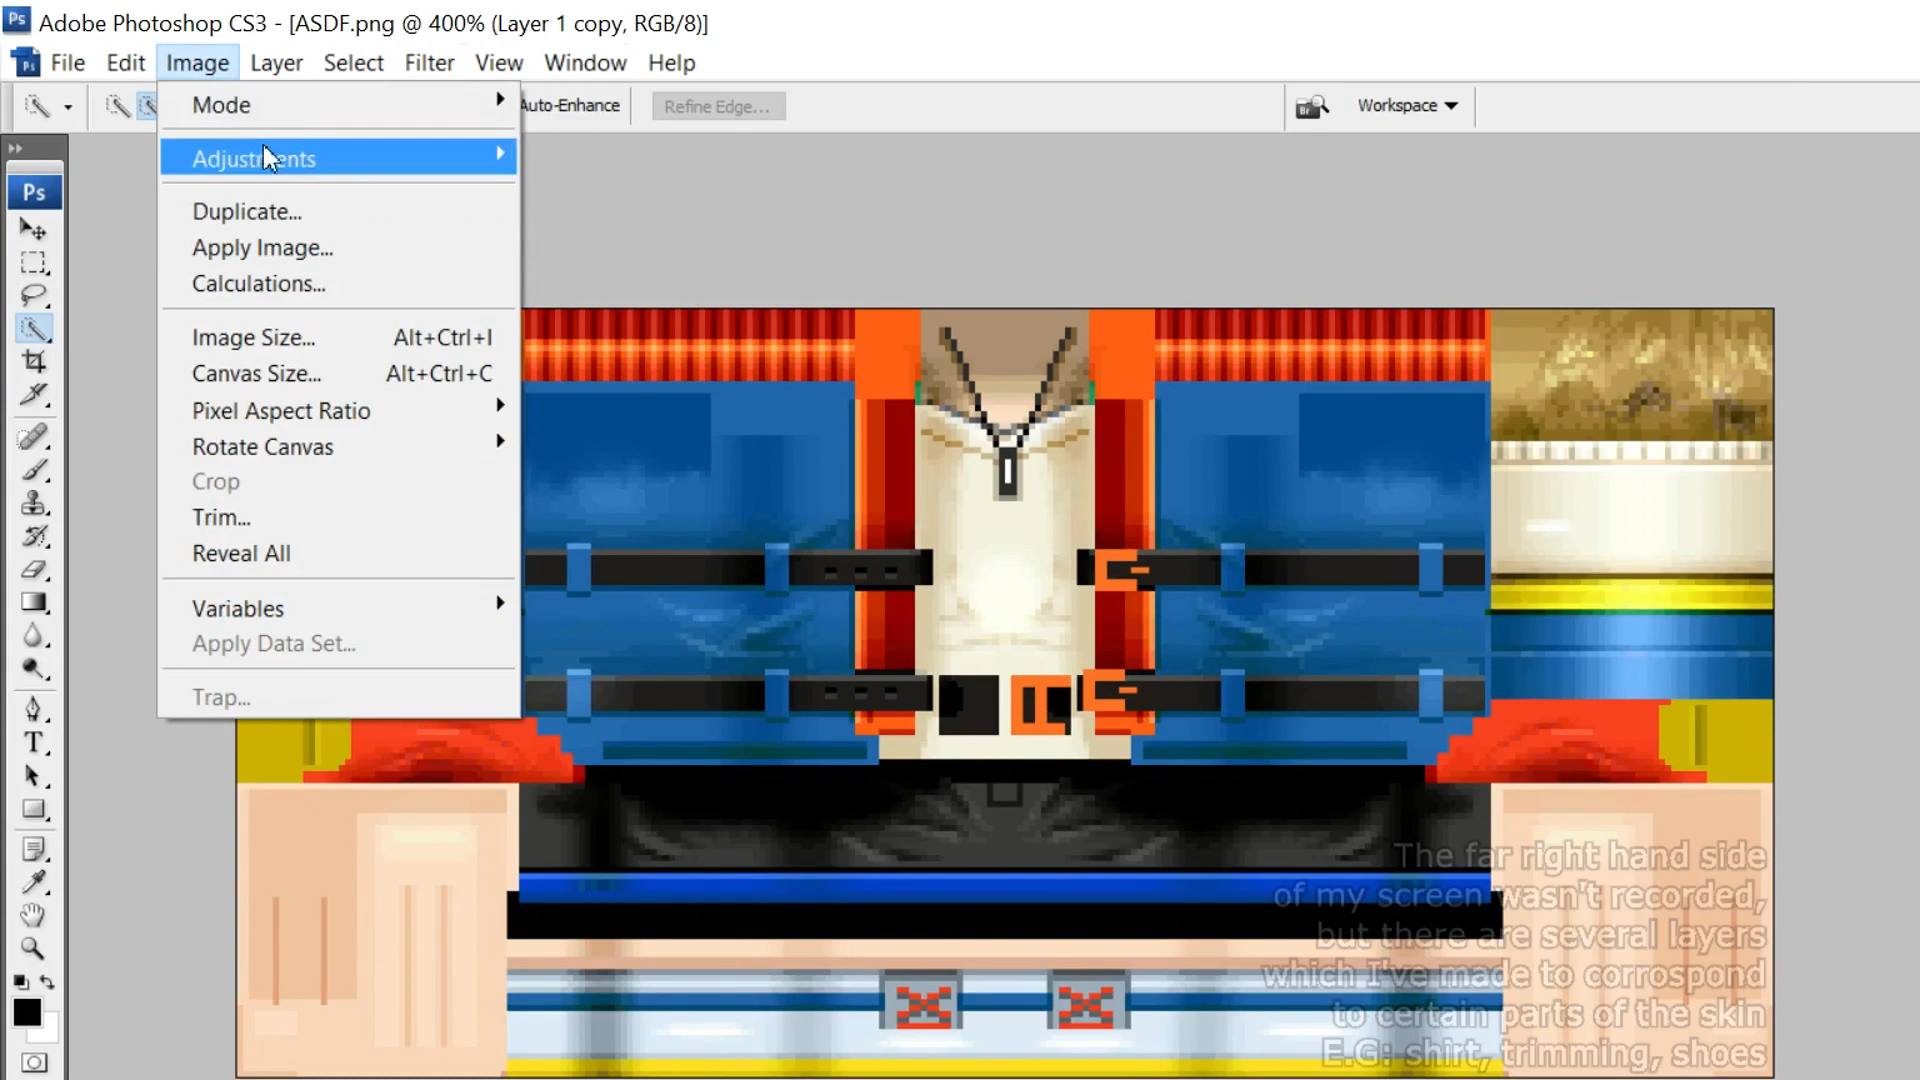 Ps Adobe Photoshop CS3 - [ASDF.png @ 400% (Layer 1 copy, RGB/8)]
Ps File Edit Image Layer Select Filter View Window Help
Auto-Enhance Refine Edge... Br Workspace
Mode
Adjustments
Ps
Duplicate...
Apply Image...
Calculations...
Image Size... Alt+Ctrl+I
Canvas Size... Alt+Ctrl+C
Pixel Aspect Ratio
Rotate Canvas
Crop
Trim...
Reveal All
Variables
Apply Data Set...
Trap...
T
The far right hand side
of my screen wasn't recorded,
but there are several layers
which I've made to corrospond
to certain parts of the skin
E.G: shirt, trimming, shoes